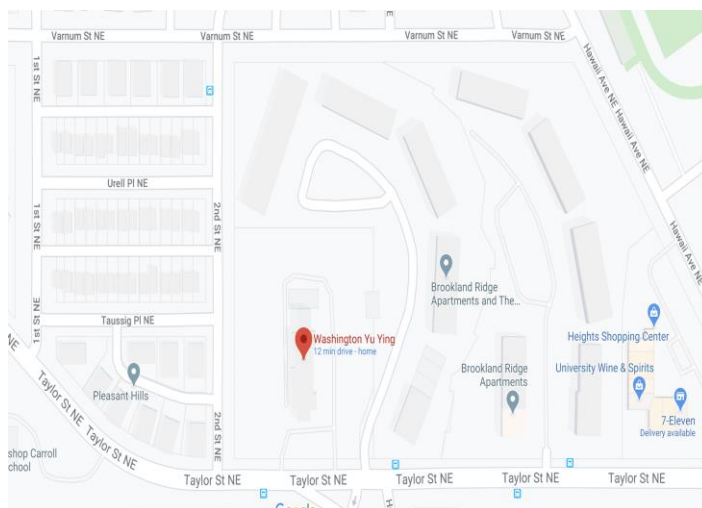 Varnum St NE
Varnum St NE
Varnum St NE
1st St NE
Hawaii Ave NE
Hawaii Ave NE
Urell Pl NE
1st St NE
2nd St NE
Hawaii Ave NE
Brookland Ridge
Apartments and The...
Taussig Pl NE
1st St NE
Washington Yu Ying
12 min drive - home
Heights Shopping Center
University Wine & Spirits
Brookland Ridge
Apartments
Pleasant Hills
Taylor St NE
Taylor St NE
2nd St NE
7-Eleven
Delivery available
shop Carroll
School
Taylor St NE
Taylor St NE
Taylor St NE
Taylor St NE
Taylor St NE